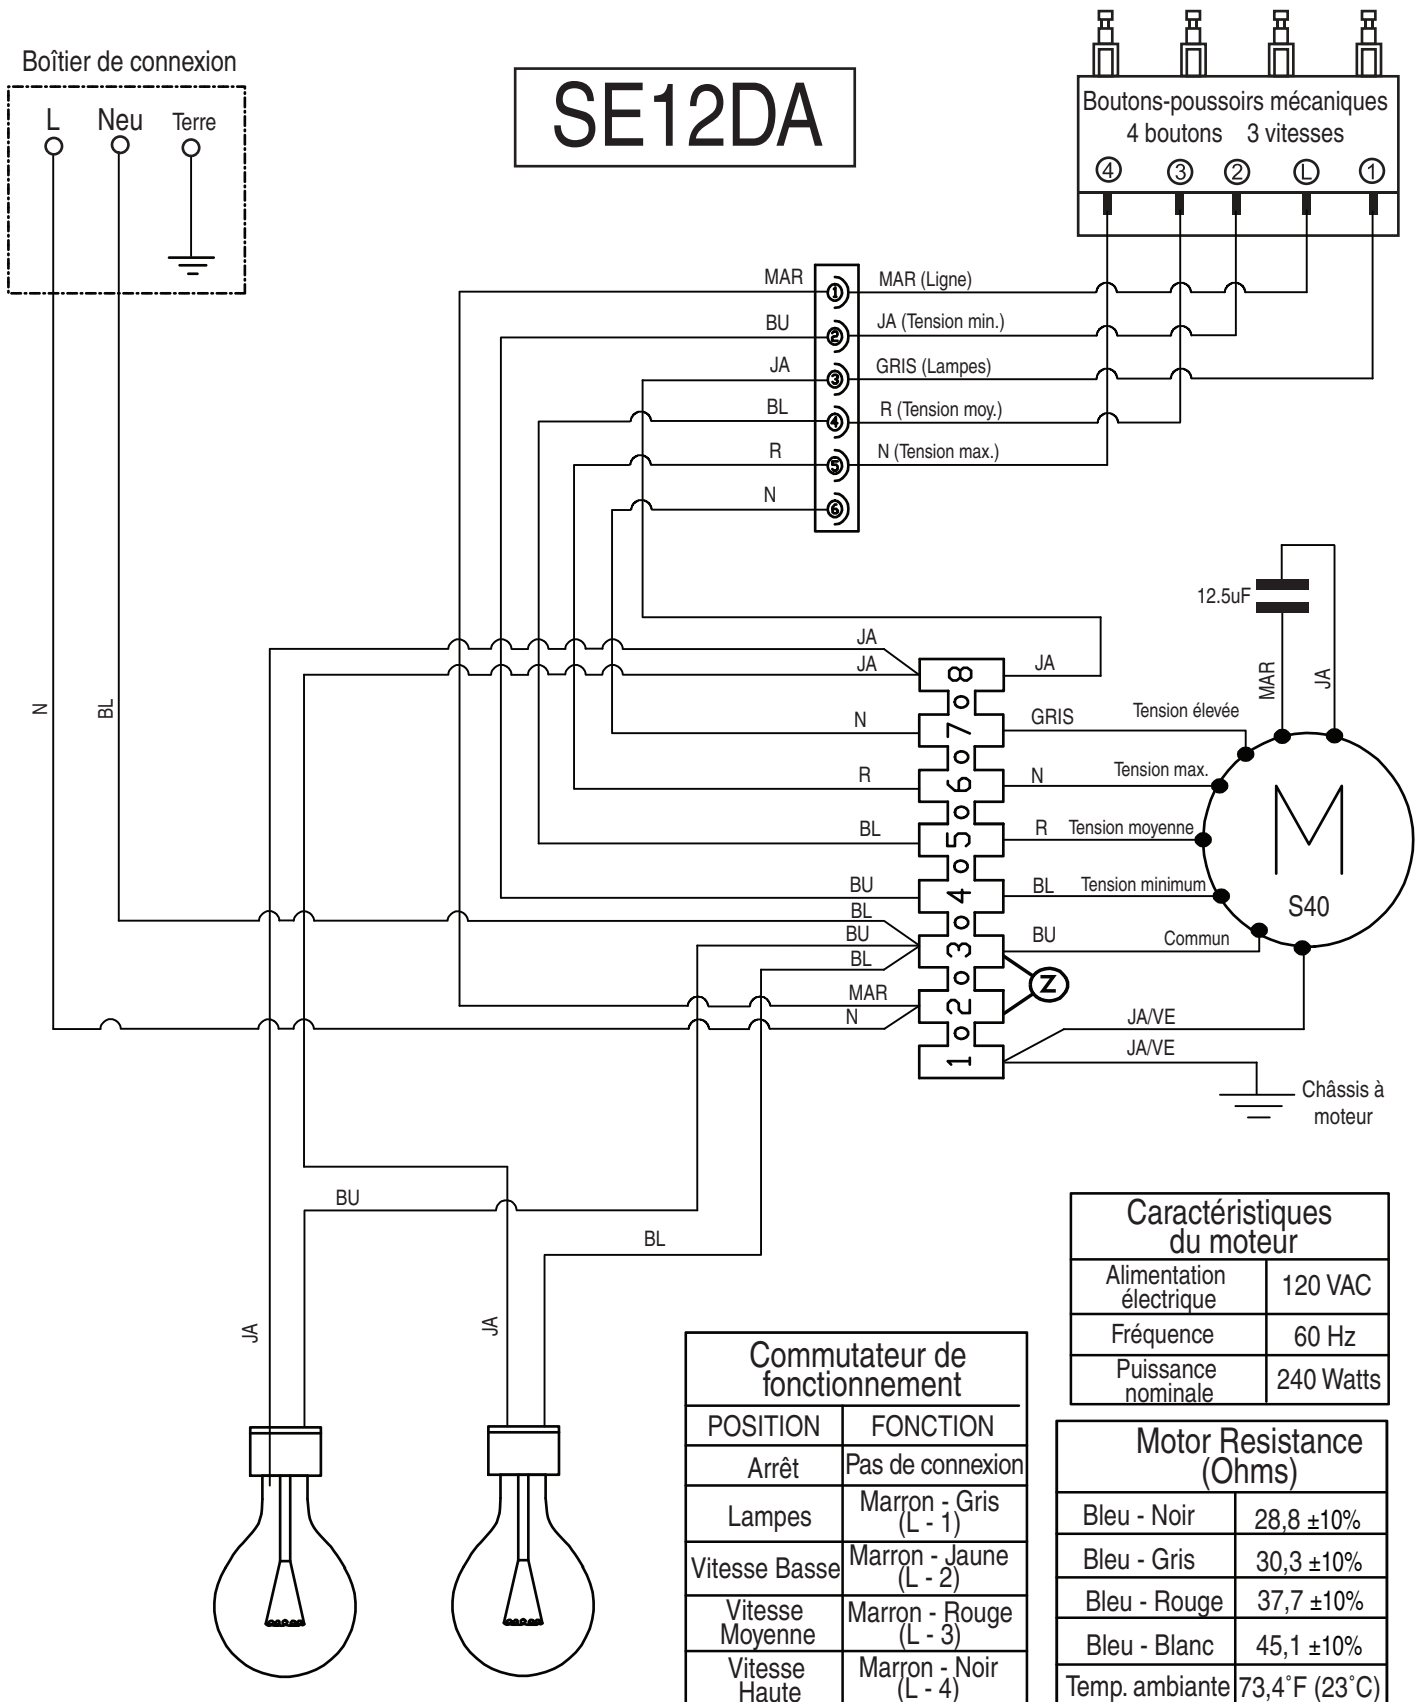 Boîtier de connexion
L Neu Terre
SE12DA
Boutons-poussoirs mécaniques
4 boutons 3 vitesses
4 3 2 L 1
MAR 1 MAR (Ligne)
BU 2 JA (Tension min.)
JA 3 GRIS (Lampes)
BL 4 R (Tension moy.)
R 5 N (Tension max.)
N 6
12.5uF
MAR
JA
N
BL
JA
JA 8 JA
N 7 GRIS Tension élevée
R 6 N Tension max.
BL 5 R Tension moyenne
BU 4 BL Tension minimum
BL
BU 3 BU Commun
BL
Z
MAR 2
N
1
JA/VE
JA/VE
M
S40
Châssis à
moteur
BU
BL
JA
JA
Caractéristiques
du moteur
Alimentation
électrique
120 VAC
Fréquence 60 Hz
Puissance
nominale
240 Watts
Commutateur de
fonctionnement
POSITION FONCTION
Arrêt Pas de connexion
Lampes
Marron - Gris
(L - 1)
Vitesse Basse
Marron - Jaune
(L - 2)
Vitesse
Moyenne
Marron - Rouge
(L - 3)
Vitesse
Haute
Marron - Noir
(L - 4)
Motor Resistance
(Ohms)
Bleu - Noir 28,8 ±10%
Bleu - Gris 30,3 ±10%
Bleu - Rouge 37,7 ±10%
Bleu - Blanc 45,1 ±10%
Temp. ambiante 73,4˚F (23˚C)